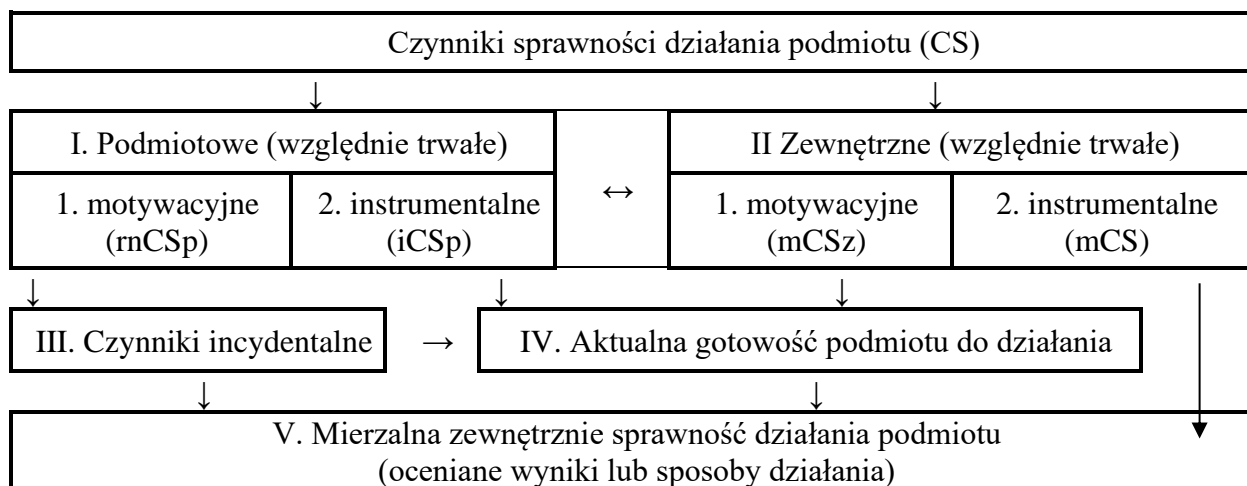 Czynniki sprawności działania podmiotu (CS)
↓ ↓
I. Podmiotowe (względnie trwałe)
II Zewnętrzne (względnie trwałe)
1. motywacyjne
(rnCSp)
2. instrumentalne
(iCSp)
↔
1. motywacyjne
(mCSz)
2. instrumentalne
(mCS)
↓ ↓ ↓
III. Czynniki incydentalne → IV. Aktualna gotowość podmiotu do działania
↓ ↓
V. Mierzalna zewnętrznie sprawność działania podmiotu
(oceniane wyniki lub sposoby działania)